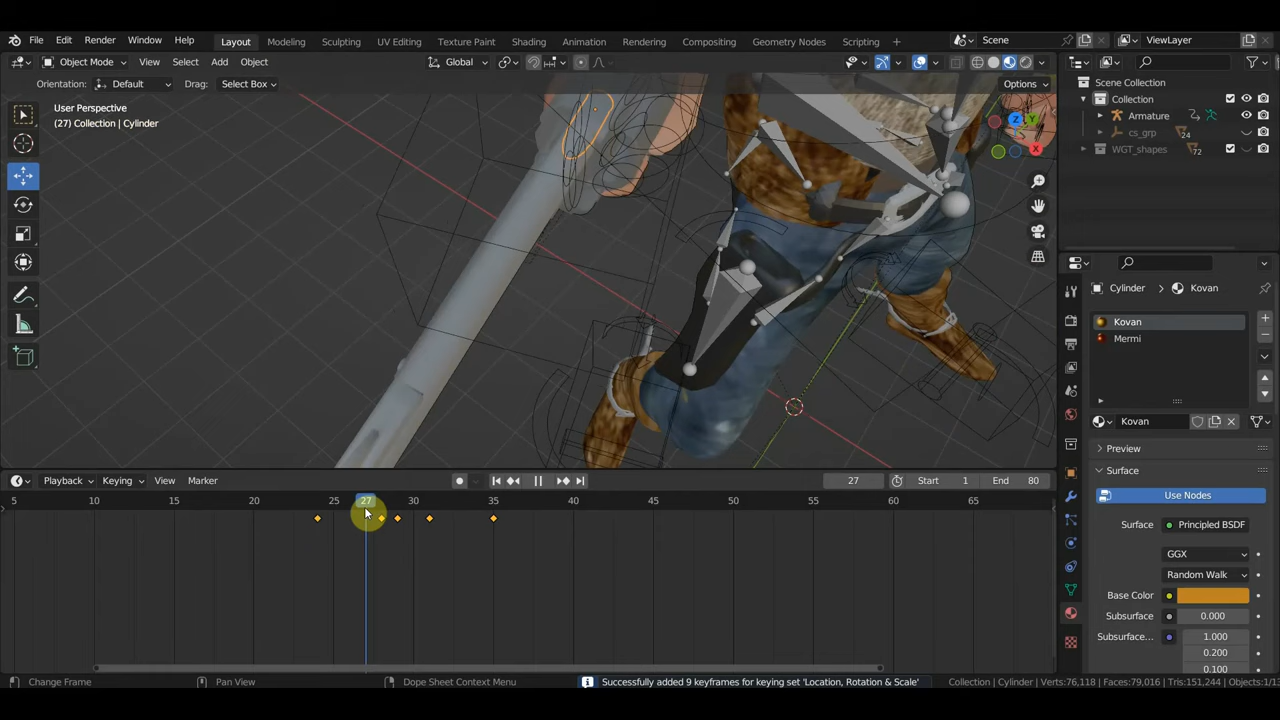 File Edit Render Window Help Layout Modeling Sculpting UV Editing Texture Paint Shading Animation Rendering Compositing Geometry Nodes Scripting + Scene ViewLayer
Object Mode View Select Add Object Global
Orientation: Default Drag: Select Box Options
User Perspective
(27) Collection | Cylinder
Z
Y
X
Scene Collection
Collection
Armature
cs_grp 24
WGT_shapes 72
Cylinder > Kovan
Kovan
Mermi
Kovan
Preview
Surface
Use Nodes
Surface Principled BSDF
GGX
Random Walk
Base Color
Subsurface 0.000
Subsurface... 1.000
0.200
0.100
Playback Keying View Marker 27 Start 1 End 80
5 10 15 20 25 27 30 35 40 45 50 55 60 65
Change Frame Pan View Dope Sheet Context Menu Successfully added 9 keyframes for keying set 'Location, Rotation & Scale' Collection | Cylinder | Verts:76,118 | Faces:79,016 | Tris:151,244 | Objects:1/13